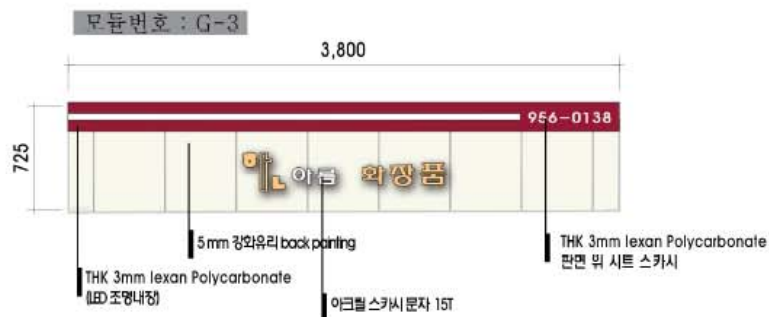 모듈번호 : G-3
3,800
956-0138
725
아름 화장품
5mm 강화유리 back painting
THK 3mm lexan Polycarbonate
판면 위 시트 스카시
THK 3mm lexan Polycarbonate
(LED 조명내장)
아크릴 스카시 문자 15T